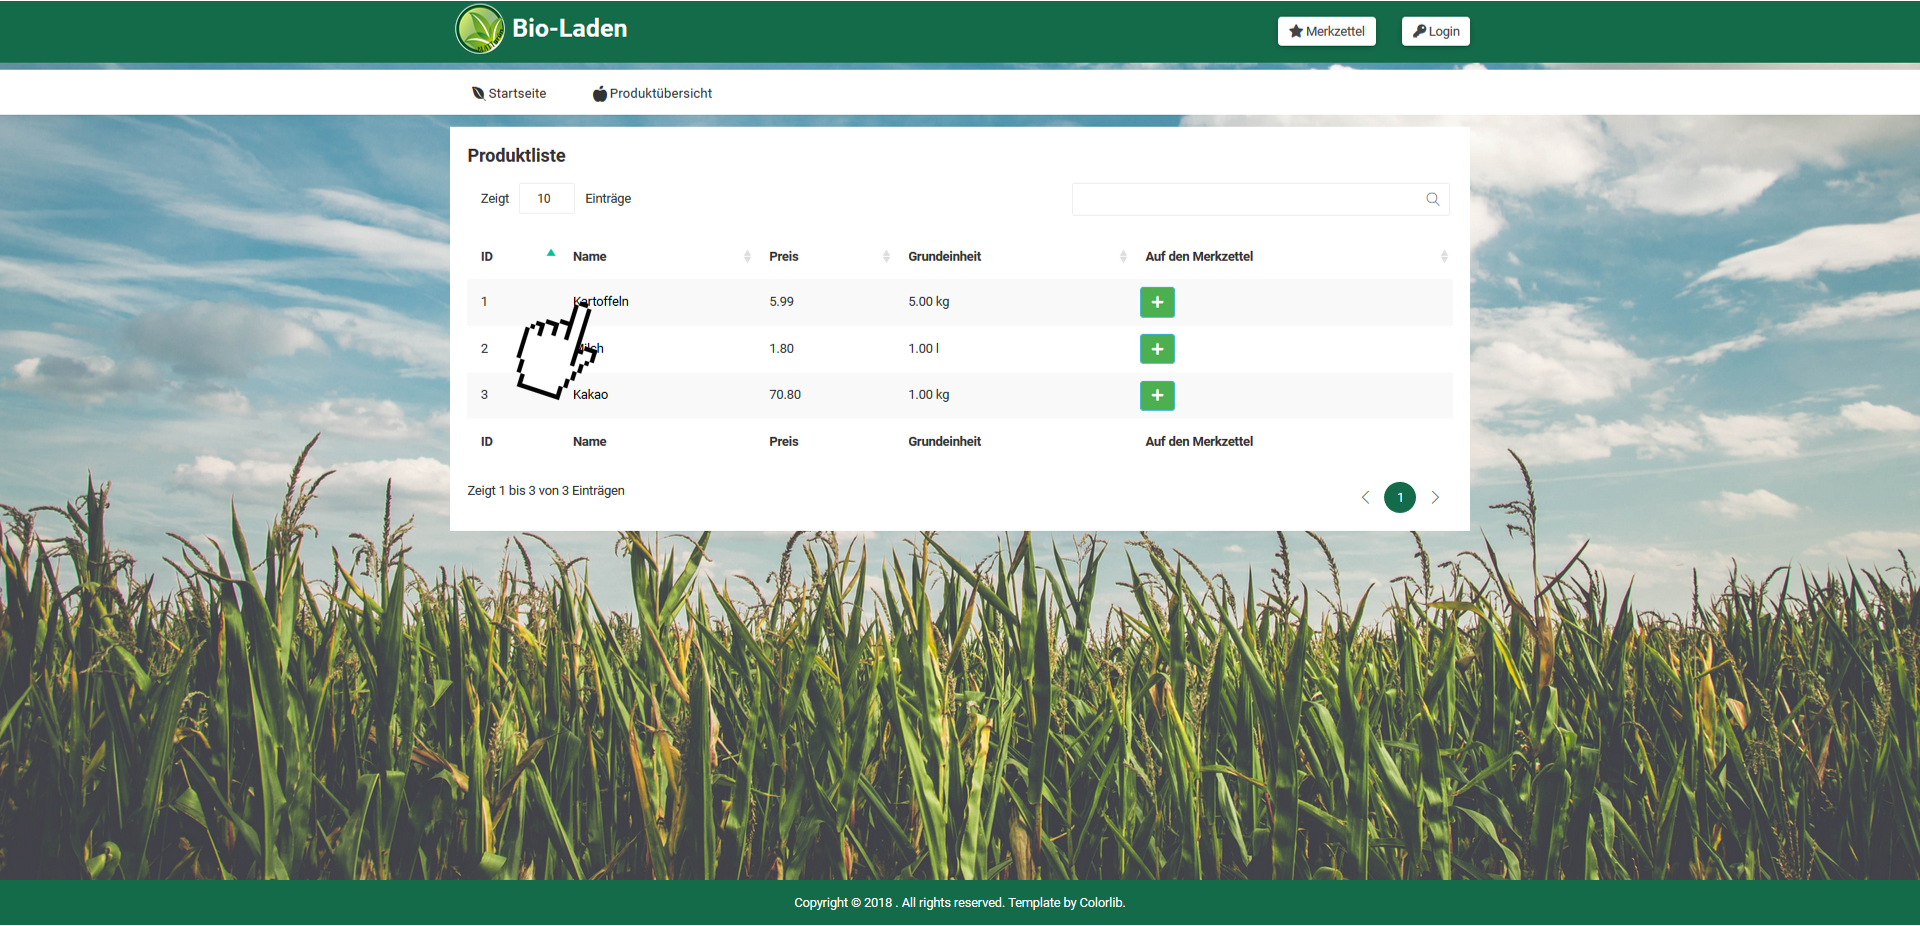 Bio-Laden
Merkzettel
Login
Startseite
Produktübersicht
Produktliste
Zeigt 10 Einträge
ID Name Preis Grundeinheit Auf den Merkzettel
1 Kartoffeln 5.99 5.00 kg
2 Milch 1.80 1.00 l
3 Kakao 70.80 1.00 kg
ID Name Preis Grundeinheit Auf den Merkzettel
Zeigt 1 bis 3 von 3 Einträgen
1
Copyright © 2018 . All rights reserved. Template by Colorlib.